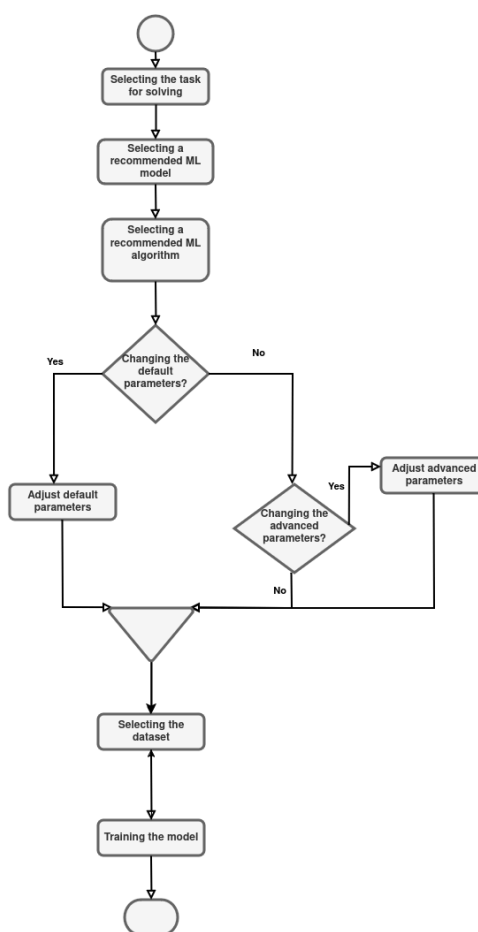 Selecting the task
for solving
Selecting a
recommended ML
model
Selecting a
recommended ML
algorithm
Changing the
default
parameters?
Yes
No
Adjust default
parameters
Changing the
advanced
parameters?
Yes
Adjust advanced
parameters
No
Selecting the
dataset
Training the model